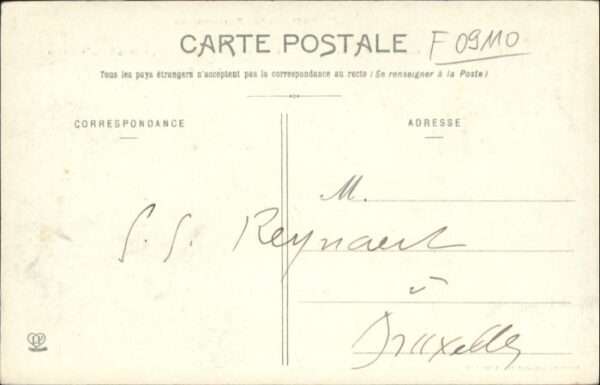 CARTE POSTALE F 09110
Tous les pays étrangers n'acceptent pas la correspondance au recto (Se renseigner à la Poste)
CORRESPONDANCE
ADRESSE
M.
S. S. Reynaert
à
Bruxelles